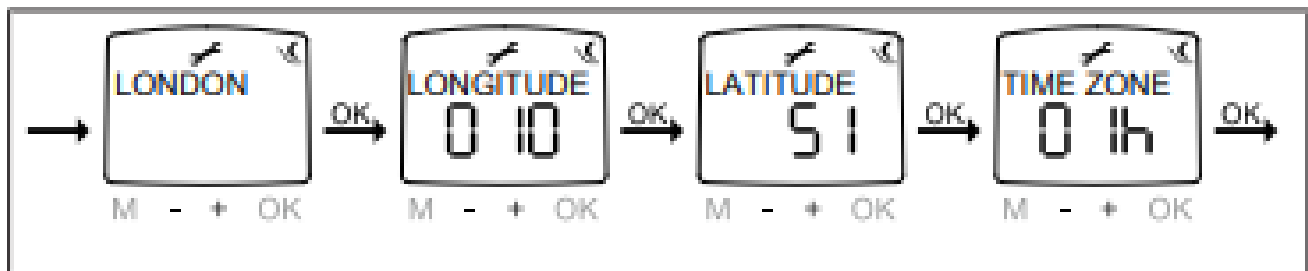 LONDON
OK
LONGITUDE
0 10
OK
LATITUDE
51
OK
TIME ZONE
0 1h
OK
M - + OK
M - + OK
M - + OK
M - + OK